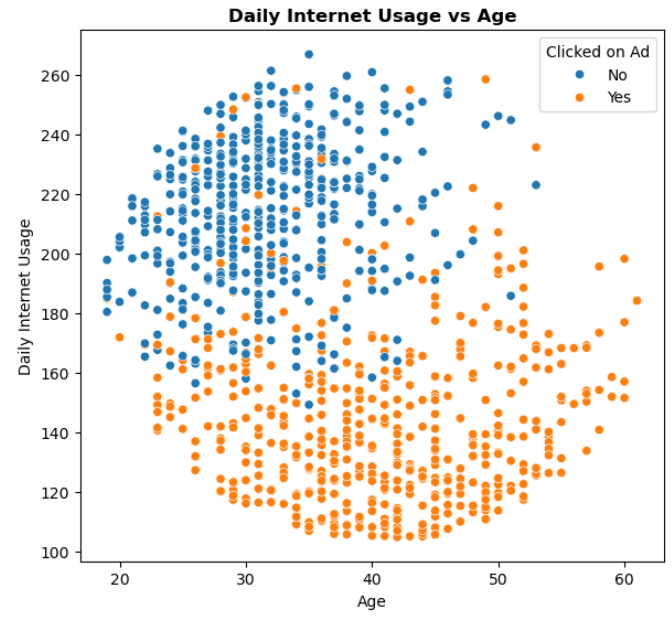 Daily Internet Usage vs Age
Clicked on Ad
No
Yes
Daily Internet Usage
260
240
220
200
180
160
140
120
100
20 30 40 50 60
Age